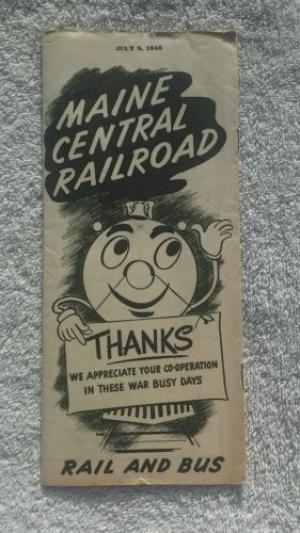 JULY 9, 1945
MAINE
CENTRAL
RAILROAD
THANKS
WE APPRECIATE YOUR CO-OPERATION
IN THESE WAR BUSY DAYS
RAIL AND BUS